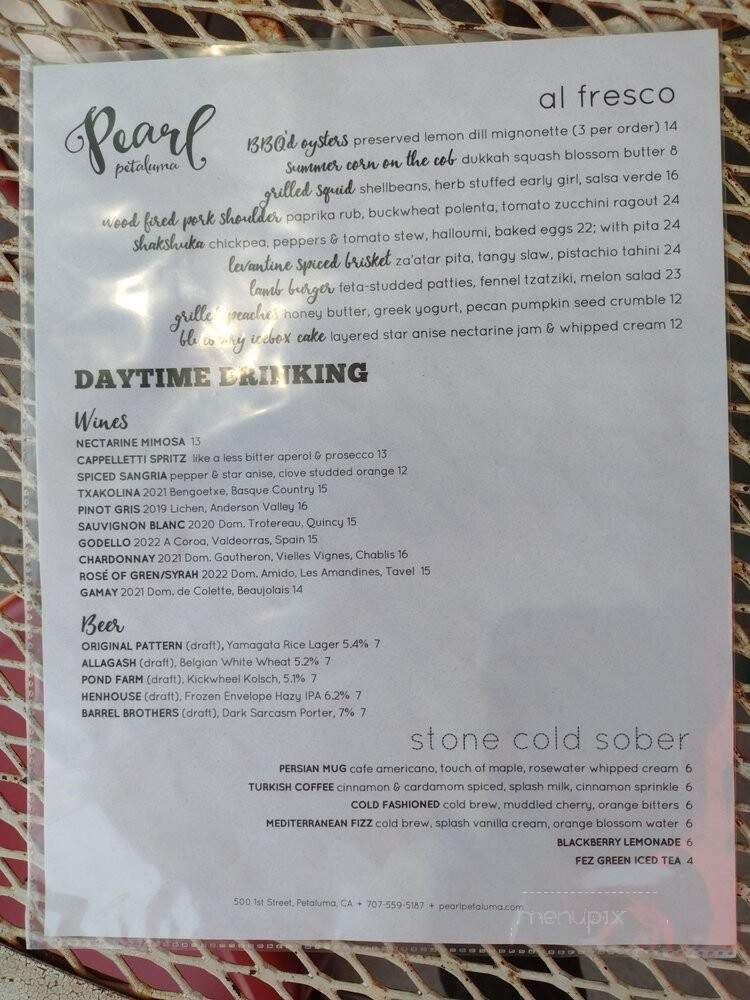 Pearl
petaluma
al fresco
BBQ'd oysters preserved lemon dill mignonette (3 per order) 14
summer corn on the cob dukkah squash blossom butter 8
grilled squid shellbeans, herb stuffed early girl, salsa verde 16
wood fired pork shoulder paprika rub, buckwheat polenta, tomato zucchini ragout 24
shakshuka chickpea, peppers & tomato stew, halloumi, baked eggs 22; with pita 24
levantine spiced brisket za'atar pita, tangy slaw, pistachio tahini 24
lamb burger feta-studded patties, fennel tzatziki, melon salad 23
grilled peaches honey butter, greek yogurt, pecan pumpkin seed crumble 12
icebox cake layered star anise nectarine jam & whipped cream 12
DAYTIME DRINKING
Wines
NECTARINE MIMOSA 13
CAPPELLETTI SPRITZ like a less bitter aperol & prosecco 13
SPICED SANGRIA pepper & star anise, clove studded orange 12
TXAKOLINA 2021 Bengoetxe, Basque Country 15
PINOT GRIS 2019 Lichen, Anderson Valley 16
SAUVIGNON BLANC 2020 Dom. Trotereau, Quincy 15
GODELLO 2022 A Coroa, Valdeorras, Spain 15
CHARDONNAY 2021 Dom. Gautheron, Vielles Vignes, Chablis 16
ROSÉ OF GREN/SYRAH 2022 Dom. Amido, Les Amandines, Tavel 15
GAMAY 2021 Dom. de Colette, Beaujolais 14
Beer
ORIGINAL PATTERN (draft), Yamagata Rice Lager 5.4% 7
ALLAGASH (draft), Belgian White Wheat 5.2% 7
POND FARM (draft), Kickwheel Kolsch, 5.1% 7
HENHOUSE (draft), Frozen Envelope Hazy IPA 6.2% 7
BARREL BROTHERS (draft), Dark Sarcasm Porter, 7% 7
stone cold sober
PERSIAN MUG cafe americano, touch of maple, rosewater whipped cream 6
TURKISH COFFEE cinnamon & cardamom spiced, splash milk, cinnamon sprinkle 6
COLD FASHIONED cold brew, muddled cherry, orange bitters 6
MEDITERRANEAN FIZZ cold brew, splash vanilla cream, orange blossom water 6
BLACKBERRY LEMONADE 6
FEZ GREEN ICED TEA 4
500 1st Street, Petaluma, CA + 707-559-5187 + pearlpetaluma.com
menupix